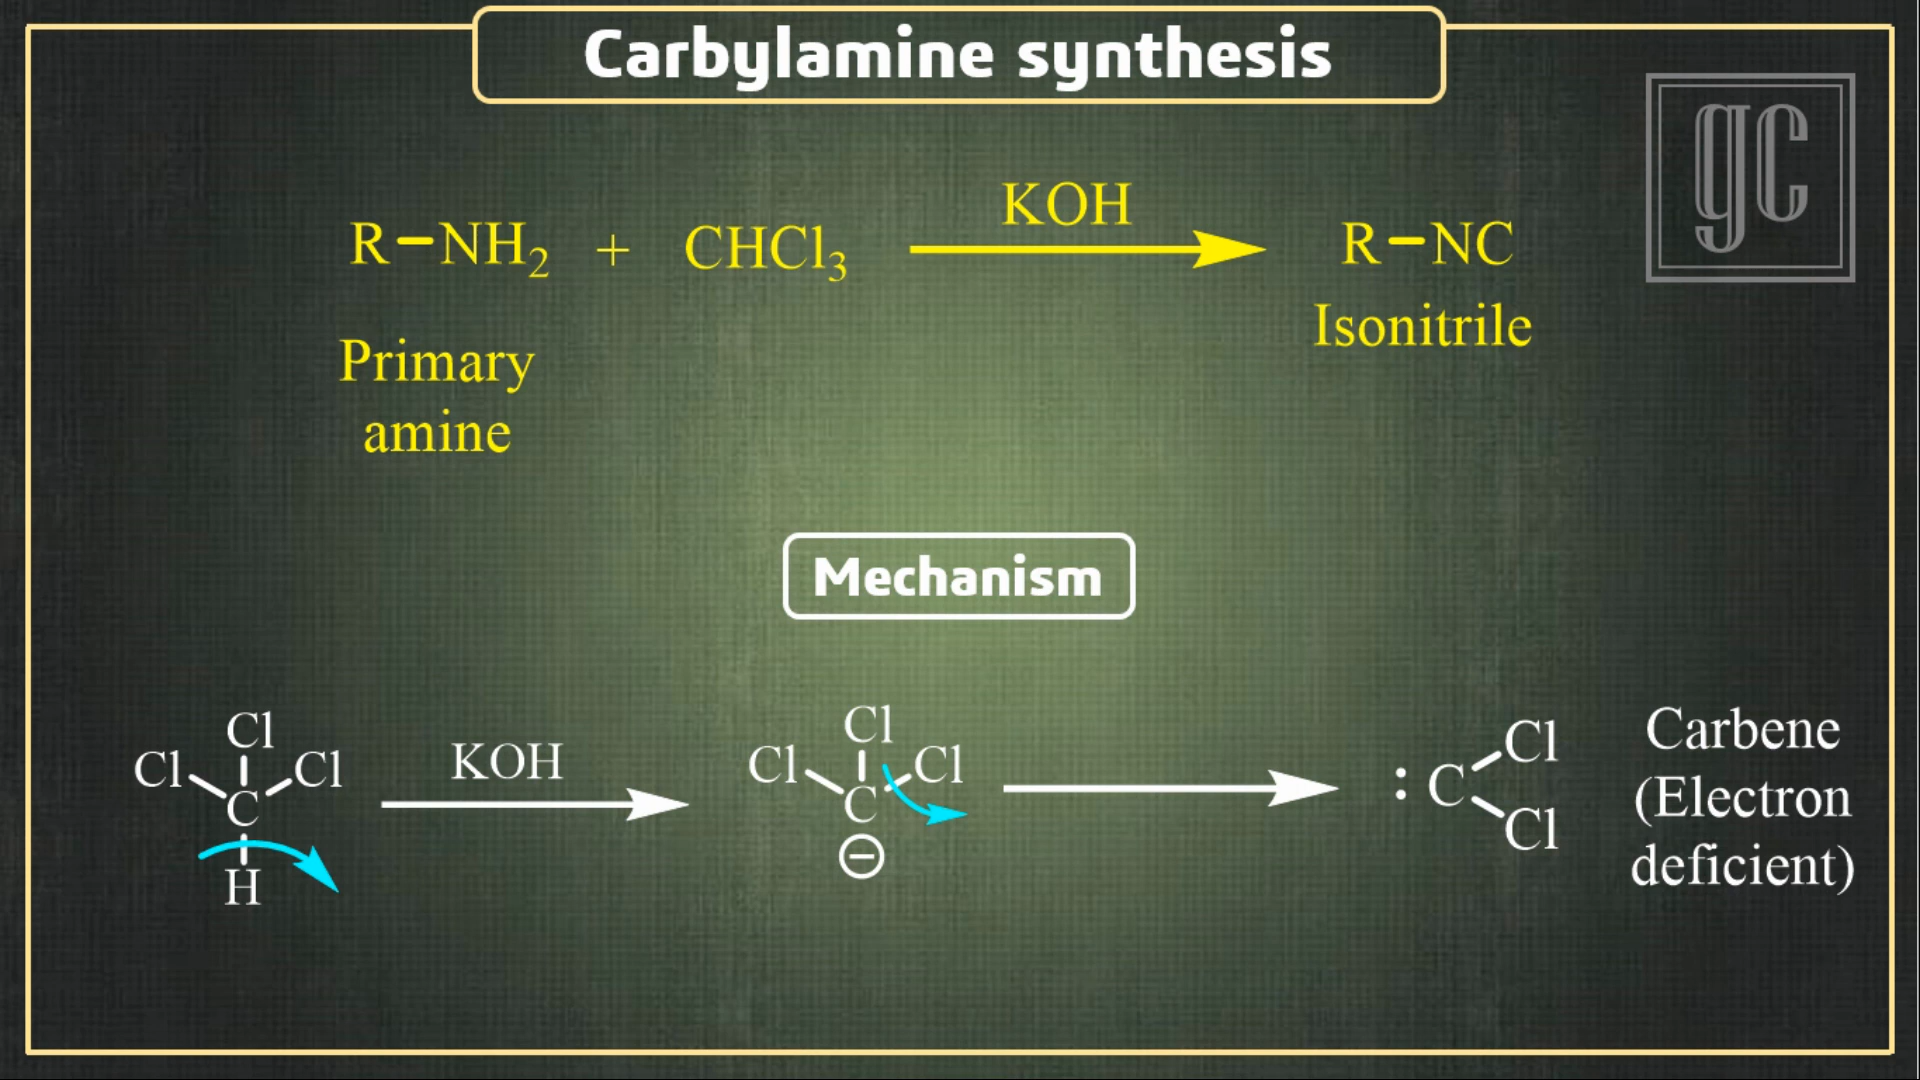 Carbylamine synthesis
gc
KOH
R−NH₂ + CHCl₃ R−NC
Isonitrile
Primary
amine
Mechanism
Cl
Cl Cl
C
H
KOH
Cl
Cl Cl
C
⊖
: C
Cl
Cl
Carbene
(Electron
deficient)